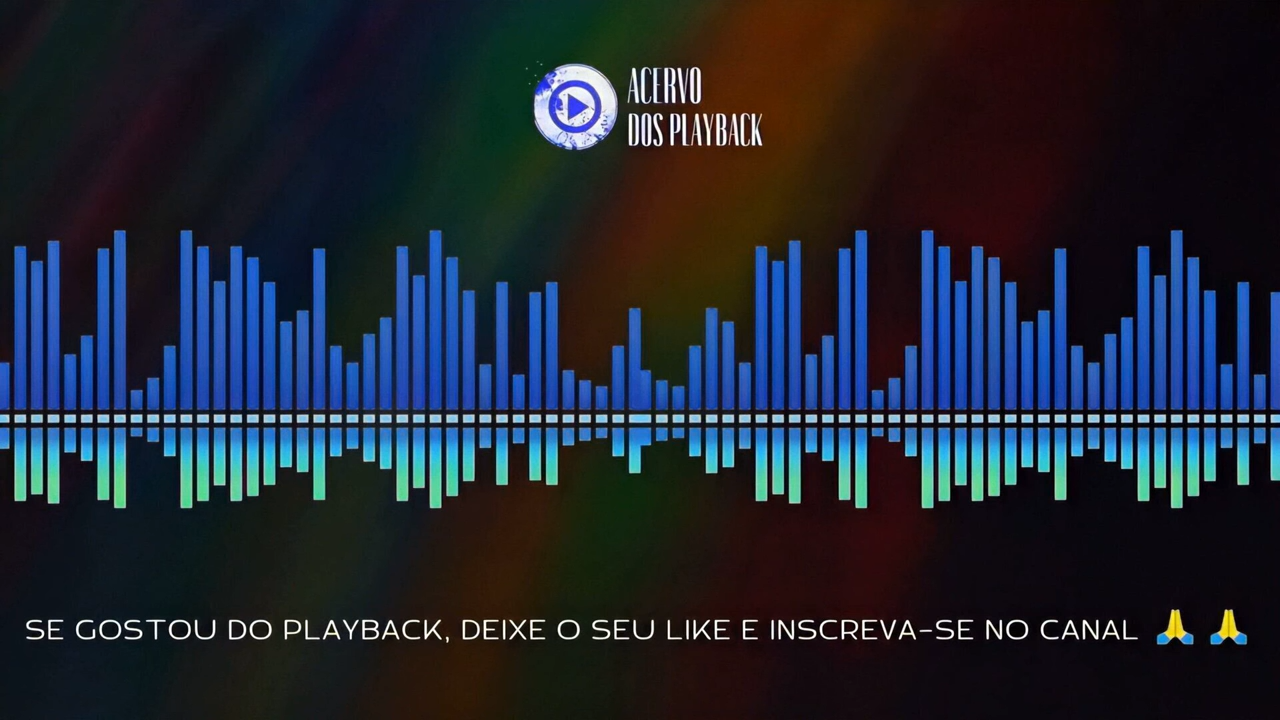 ACERVO
DOS PLAYBACK
SE GOSTOU DO PLAYBACK, DEIXE O SEU LIKE E INSCREVA-SE NO CANAL 🙏 🙏